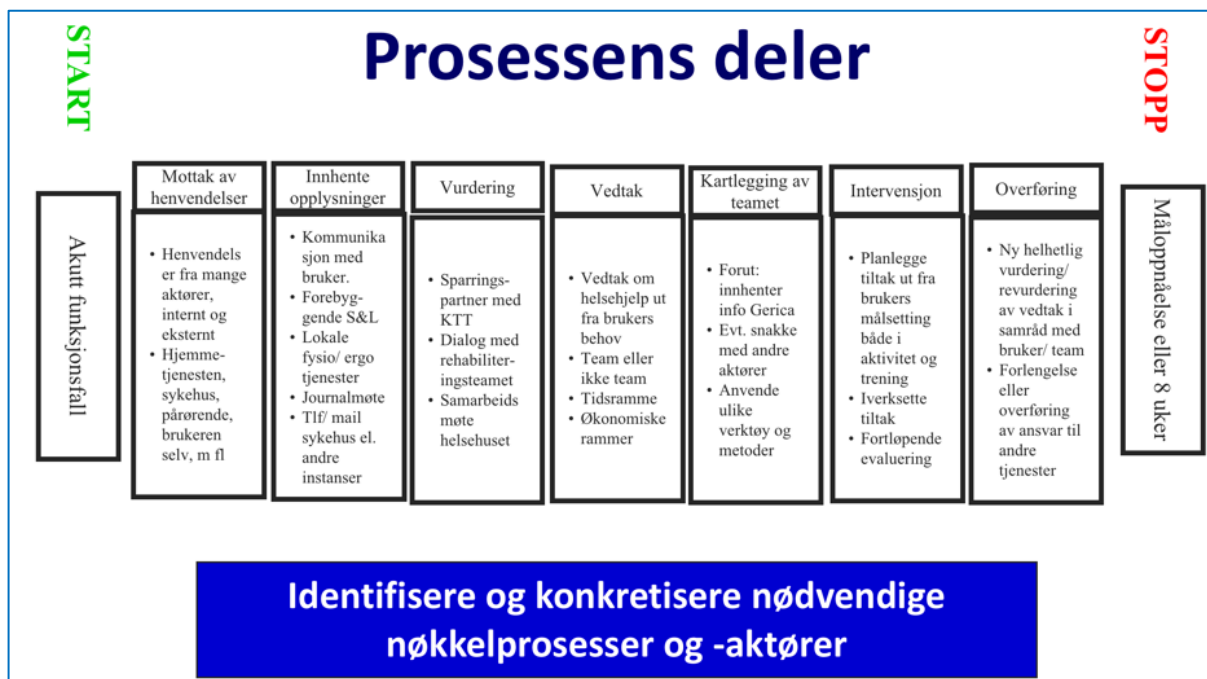 START
Prosessens deler
STOPP
Akutt funksjonsfall
Mottak av
henvendelser
• Henvendels
er fra mange
aktører,
internt og
eksternt
• Hjemme-
tjenesten,
sykehus,
pårørende,
brukeren
selv, m fl
Innhente
opplysninger
• Kommunika
sjon med
bruker.
• Forebyg-
gende S&L
• Lokale
fysio/ ergo
tjenester
• Journalmøte
• Tlf/ mail
sykehus el.
andre
instanser
Vurdering
• Sparrings-
partner med
KTT
• Dialog med
rehabiliter-
ingsteamet
• Samarbeids
møte
helsehuset
Vedtak
• Vedtak om
helsehjelp ut
fra brukers
behov
• Team eller
ikke team
• Tidsramme
• Økonomiske
rammer
Kartlegging av
teamet
• Forut:
innhenter
info Gerica
• Evt. snakke
med andre
aktører
• Anvende
ulike
verktøy og
metoder
Intervensjon
• Planlegge
tiltak ut fra
brukers
målsetting
både i
aktivitet og
trening
• Iverksette
tiltak
• Fortløpende
evaluering
Overføring
• Ny helhetlig
vurdering/
revurdering
av vedtak i
samråd med
bruker/ team
• Forlengelse
eller
overføring
av ansvar til
andre
tjenester
Måloppnåelse eller 8 uker
Identifisere og konkretisere nødvendige
nøkkelprosesser og -aktører